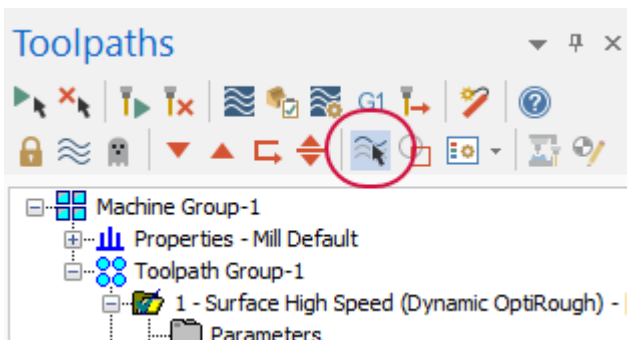 Toolpaths
G1
Machine Group-1
Properties - Mill Default
Toolpath Group-1
1 - Surface High Speed (Dynamic OptiRough) -
Parameters